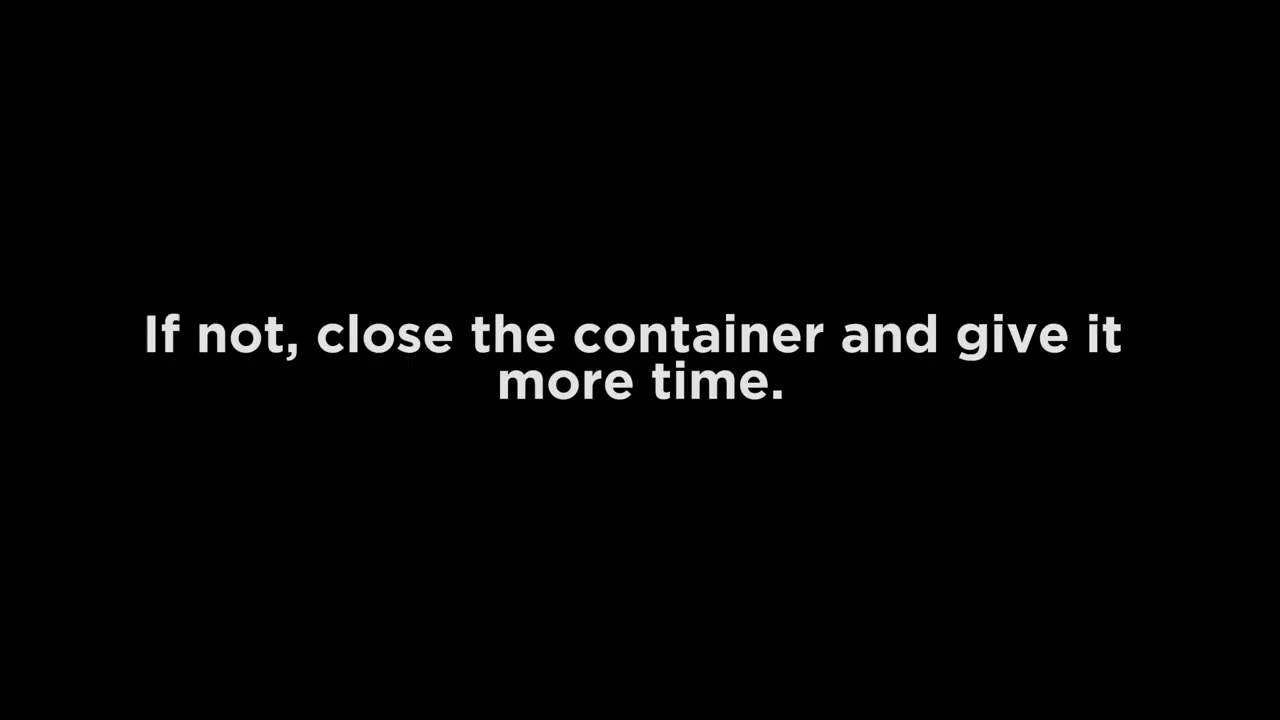 If not, close the container and give it
more time.